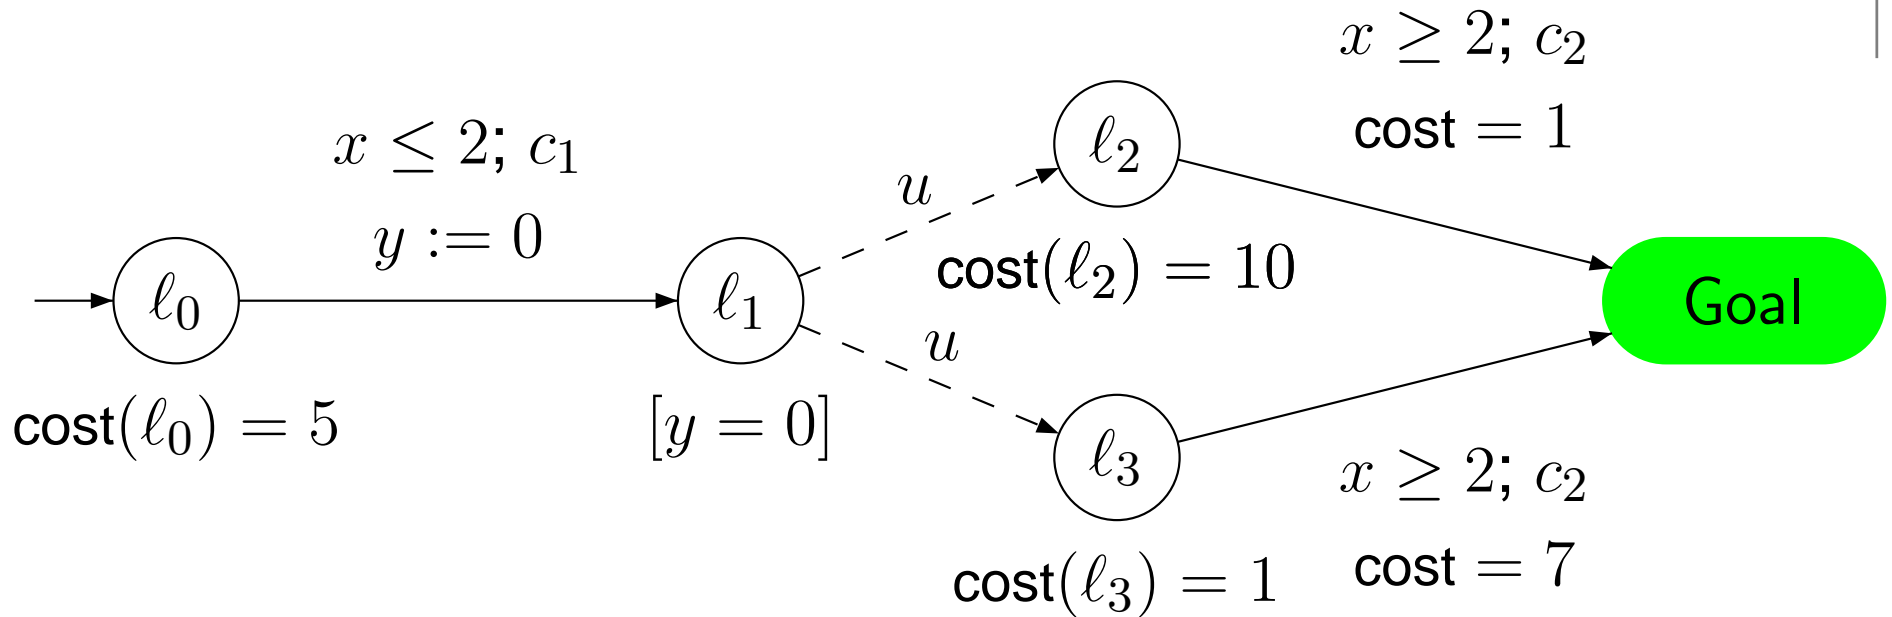 x ≥ 2; c₂
cost = 1
x ≤ 2; c₁
y := 0
ℓ₂
u
cost(ℓ₂) = 10
ℓ₀
ℓ₁
Goal
u
cost(ℓ₀) = 5
[y = 0]
ℓ₃
x ≥ 2; c₂
cost = 7
cost(ℓ₃) = 1